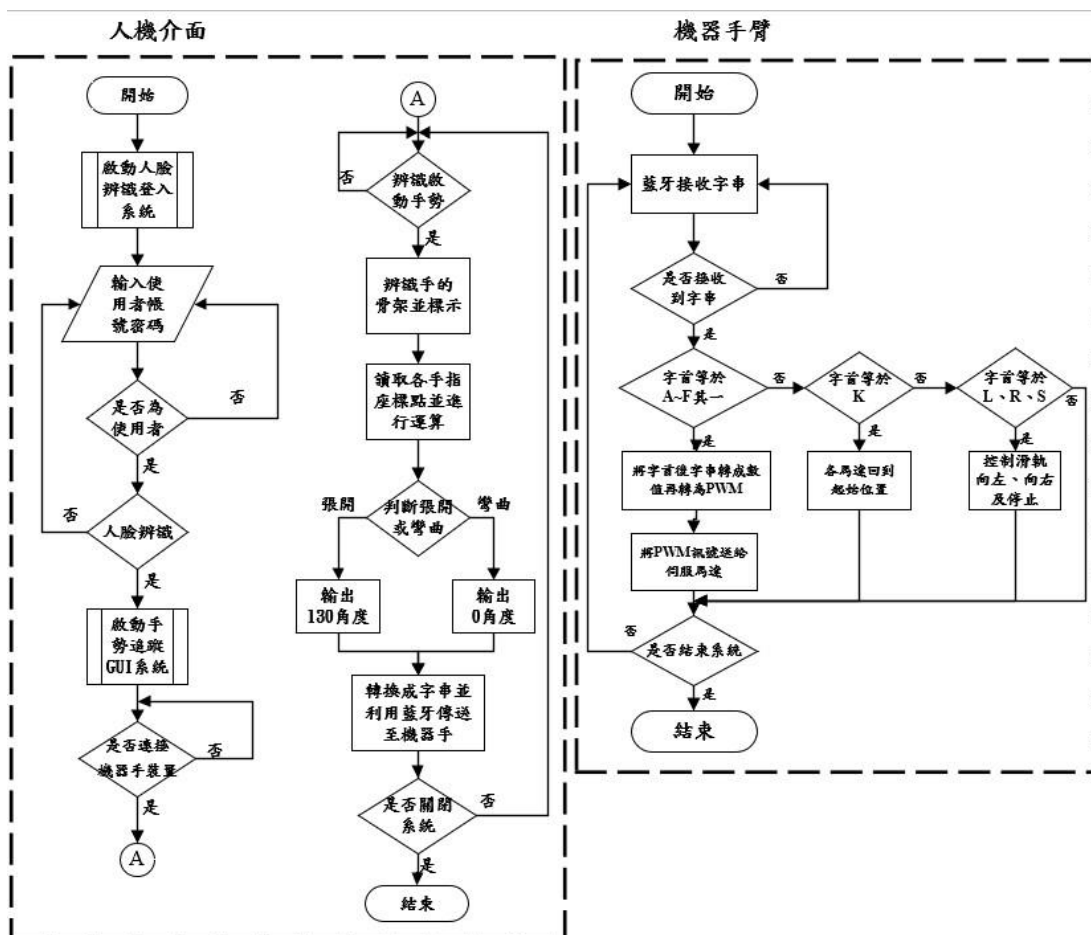 人機介面
開始
啟動人臉
辨識登入
系統
輸入使
用者帳
號密碼
否
是否為
使用者
是
否
人臉辨識
是
啟動手
勢追蹤
GUI系統
是否連接
機器手裝置
否
是
A
A
否
辨識啟
動手勢
是
辨識手的
骨架並標示
讀取各手指
座標點並進
行運算
張開
判斷張開
或彎曲
彎曲
輸出
130角度
輸出
0角度
轉換成字串並
利用藍牙傳送
至機器手
是否關閉
系統
否
是
結束
機器手臂
開始
藍牙接收字串
是否接收
到字串
否
是
字首等於
A~F其一
否
字首等於
K
否
字首等於
L、R、S
否
是
是
是
將字首後字串轉成數
值再轉為PWM
各馬達回到
起始位置
控制滑軌
向左、向右
及停止
將PWM訊號送給
伺服馬達
否
是否結束系統
是
結束